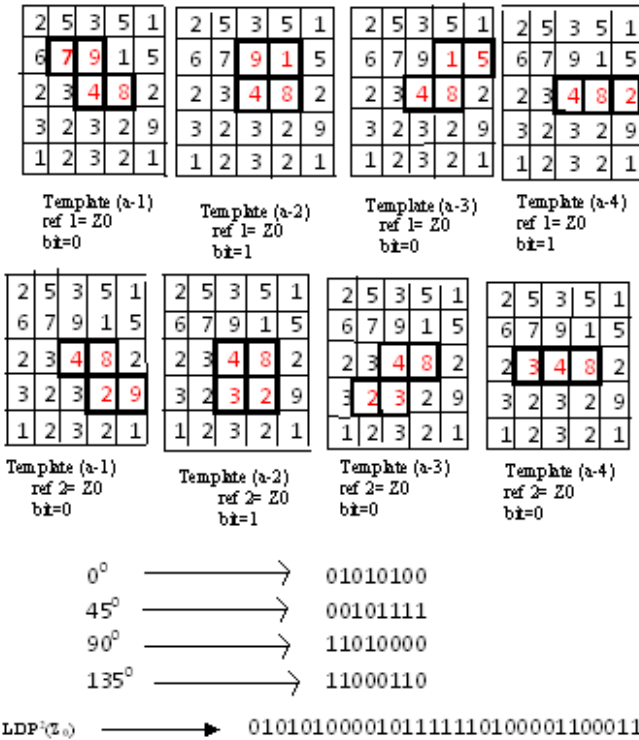 2 5 3 5 1
6 7 9 1 5
2 3 4 8 2
3 2 3 2 9
1 2 3 2 1
Template (a-1)
ref 1= Z0
bit=0
2 5 3 5 1
6 7 9 1 5
2 3 4 8 2
3 2 3 2 9
1 2 3 2 1
Template (a-2)
ref 1= Z0
bit=1
2 5 3 5 1
6 7 9 1 5
2 3 4 8 2
3 2 3 2 9
1 2 3 2 1
Template (a-3)
ref 1= Z0
bit=0
2 5 3 5 1
6 7 9 1 5
2 3 4 8 2
3 2 3 2 9
1 2 3 2 1
Template (a-4)
ref 1= Z0
bit=1
2 5 3 5 1
6 7 9 1 5
2 3 4 8 2
3 2 3 2 9
1 2 3 2 1
Template (a-1)
ref 2= Z0
bit=0
2 5 3 5 1
6 7 9 1 5
2 3 4 8 2
3 2 3 2 9
1 2 3 2 1
Template (a-2)
ref 2= Z0
bit=1
2 5 3 5 1
6 7 9 1 5
2 3 4 8 2
3 2 3 2 9
1 2 3 2 1
Template (a-3)
ref 2= Z0
bit=0
2 5 3 5 1
6 7 9 1 5
2 3 4 8 2
3 2 3 2 9
1 2 3 2 1
Template (a-4)
ref 2= Z0
bit=0
0⁰ 01010100
45⁰ 00101111
90⁰ 11010000
135⁰ 11000110
LDP²(Z₀) 0101010000101111110100001100011